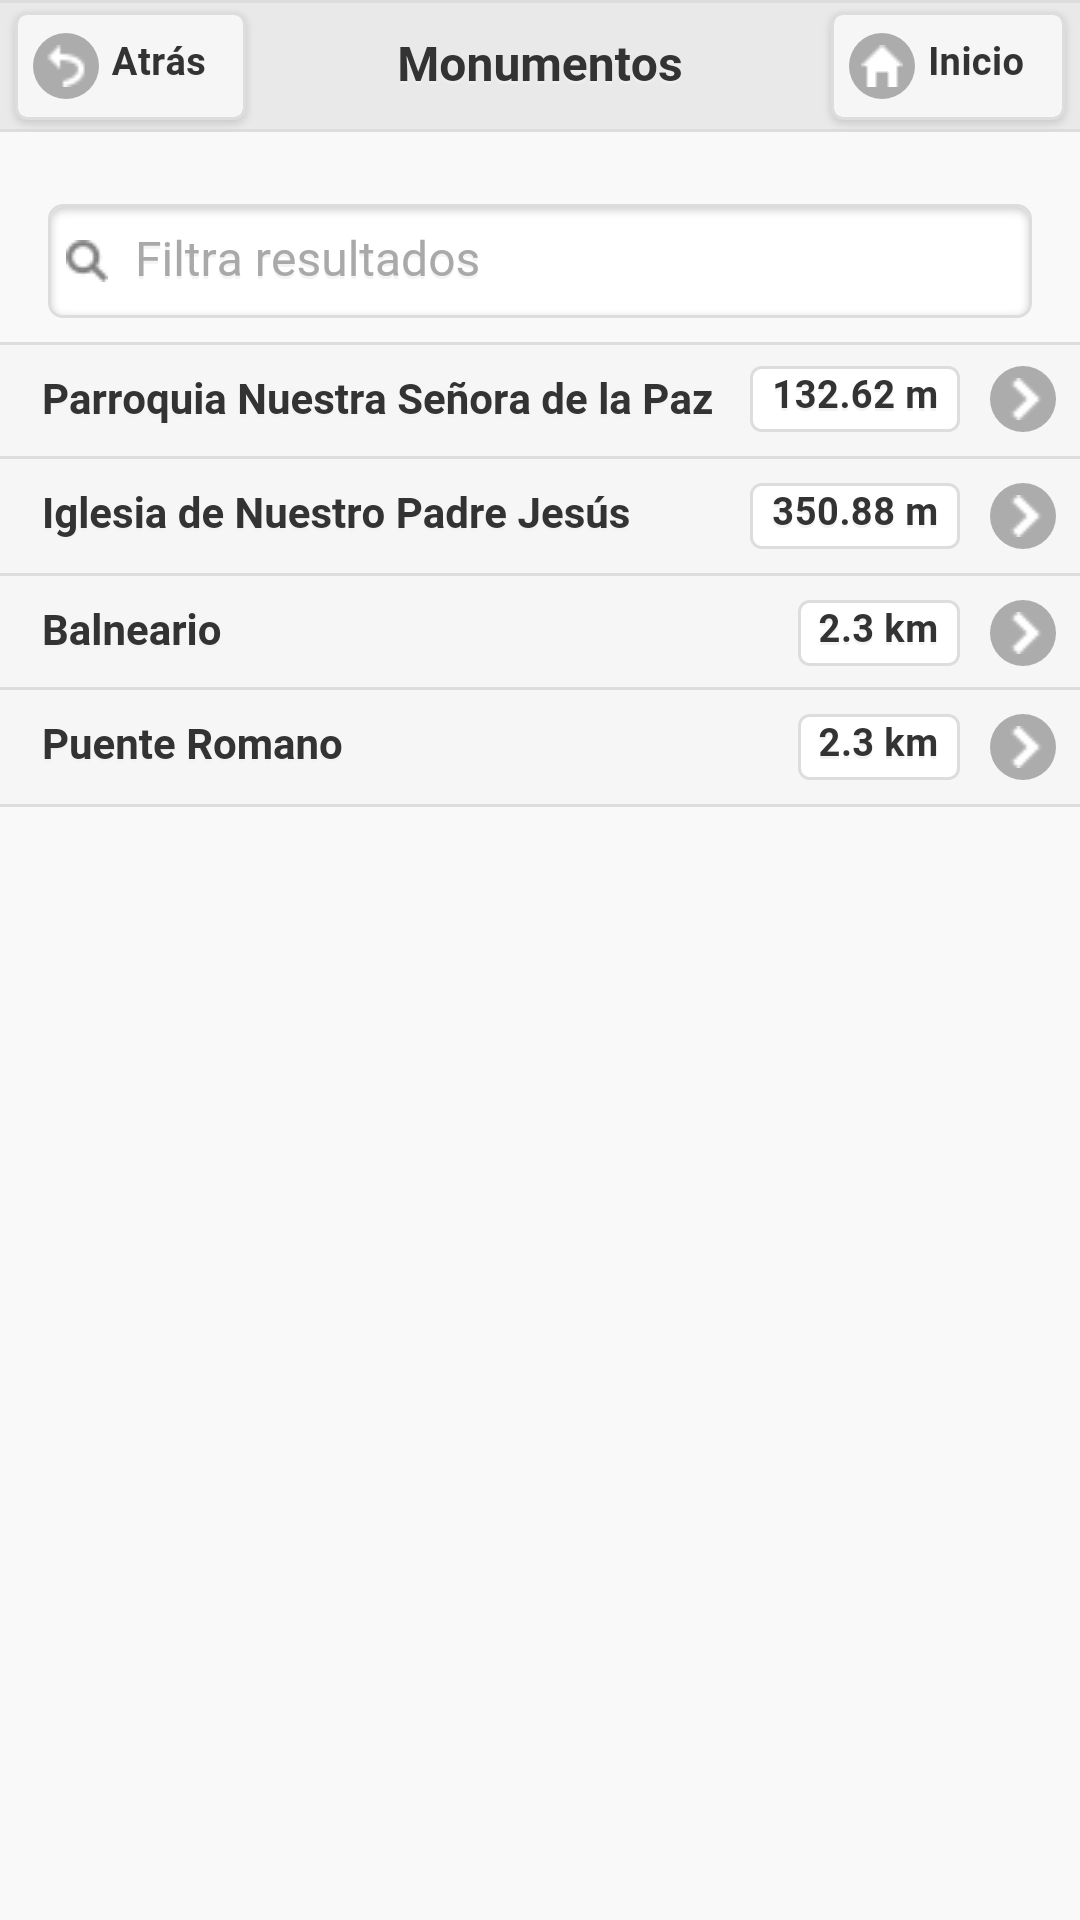 Atrás Monumentos Inicio
Filtra resultados
Parroquia Nuestra Señora de la Paz 132.62 m
Iglesia de Nuestro Padre Jesús 350.88 m
Balneario 2.3 km
Puente Romano 2.3 km